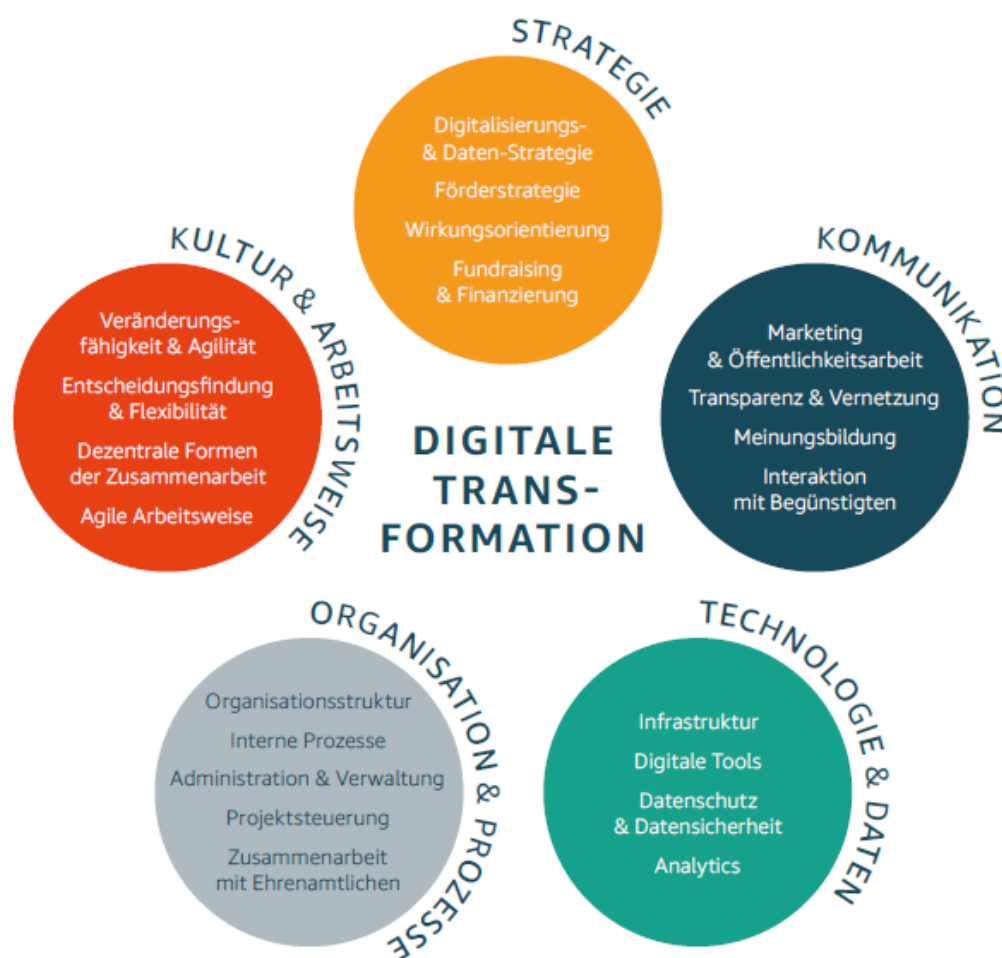 STRATEGIE
Digitalisierungs-
& Daten-Strategie
Förderstrategie
Wirkungsorientierung
Fundraising
& Finanzierung
KULTUR & ARBEITSWEISE
Veränderungs-
fähigkeit & Agilität
Entscheidungsfindung
& Flexibilität
Dezentrale Formen
der Zusammenarbeit
Agile Arbeitsweise
KOMMUNIKATION
Marketing
& Öffentlichkeitsarbeit
Transparenz & Vernetzung
Meinungsbildung
Interaktion
mit Begünstigten
DIGITALE
TRANS-
FORMATION
ORGANISATION & PROZESSE
Organisationsstruktur
Interne Prozesse
Administration & Verwaltung
Projektsteuerung
Zusammenarbeit
mit Ehrenamtlichen
TECHNOLOGIE & DATEN
Infrastruktur
Digitale Tools
Datenschutz
& Datensicherheit
Analytics